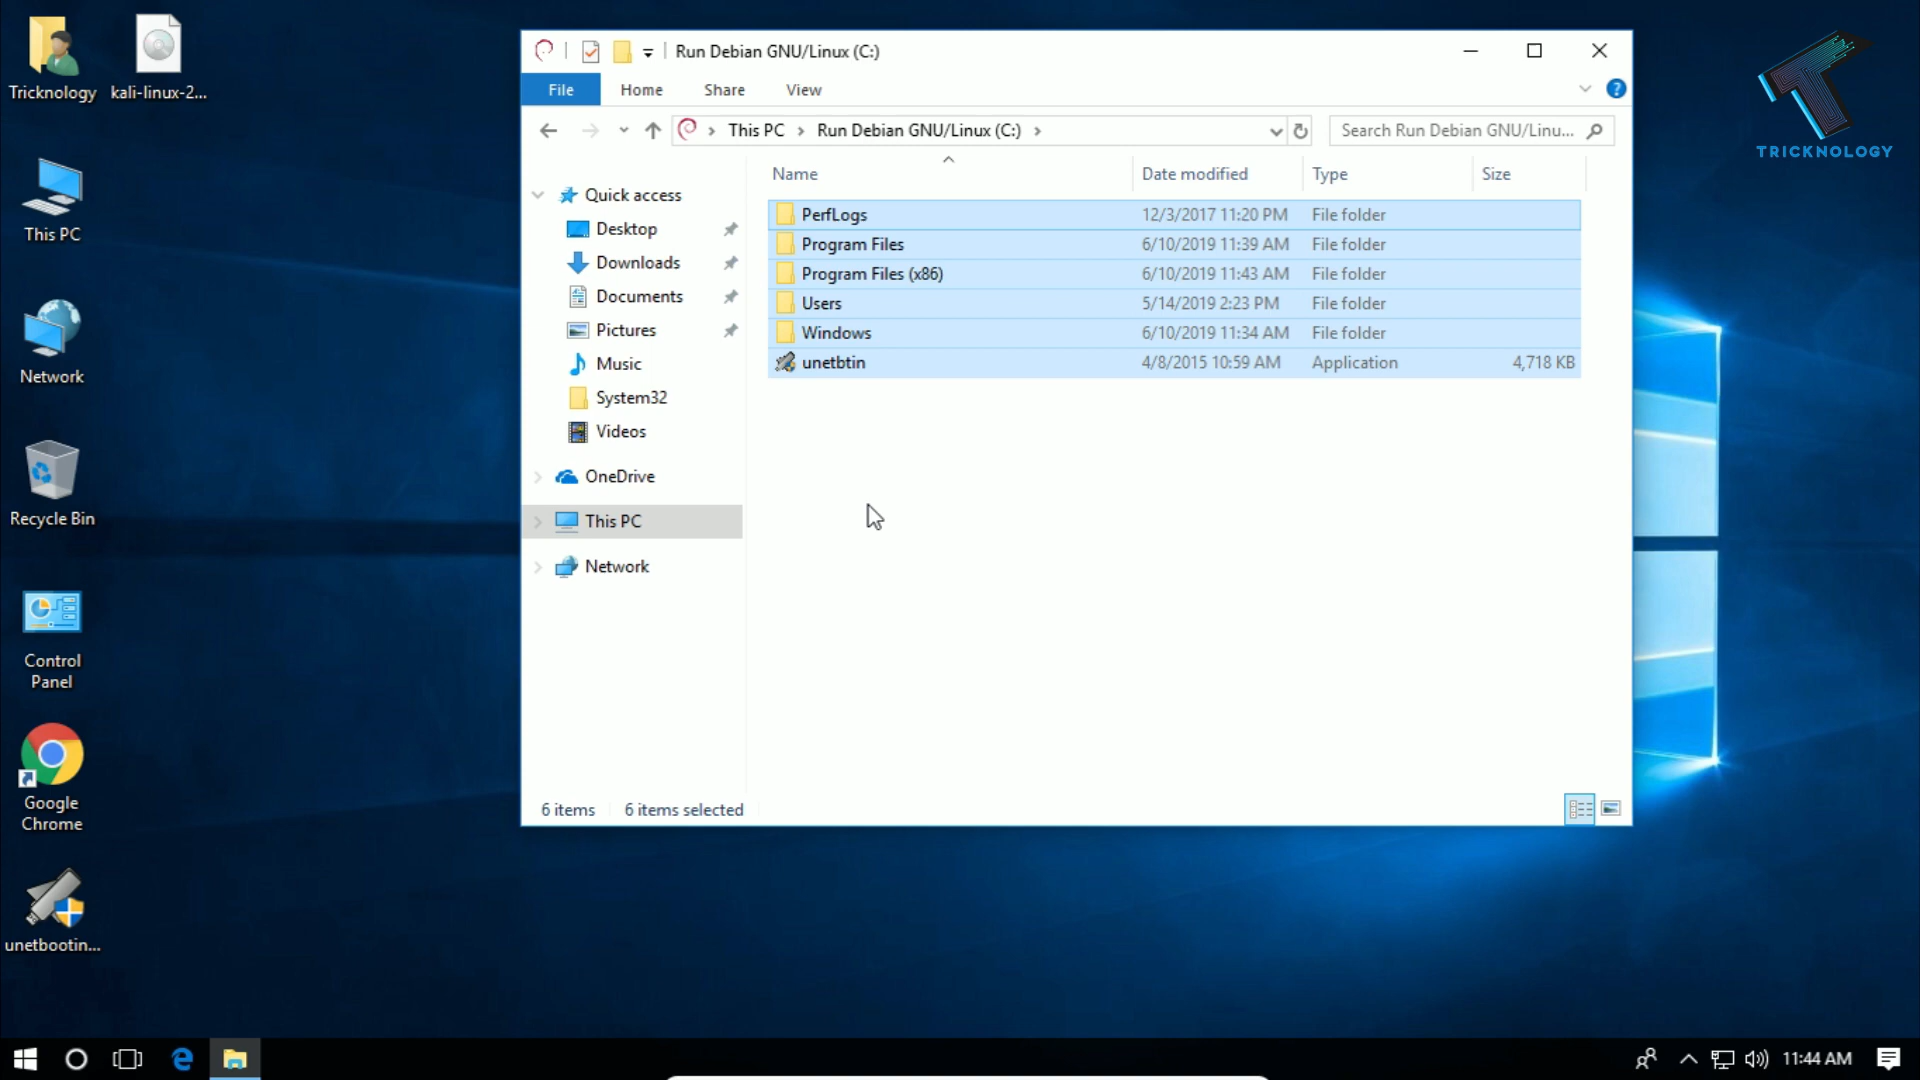 Tricknology
kali-linux-2...
This PC
Network
Recycle Bin
Control
Panel
Google
Chrome
unetbootin...
Run Debian GNU/Linux (C:)
File
Home
Share
View
?
This PC
Run Debian GNU/Linux (C:)
Search Run Debian GNU/Linu...
Quick access
Desktop
Downloads
Documents
Pictures
Music
System32
Videos
OneDrive
This PC
Network
Name Date modified Type Size
PerfLogs 12/3/2017 11:20 PM File folder
Program Files 6/10/2019 11:39 AM File folder
Program Files (x86) 6/10/2019 11:43 AM File folder
Users 5/14/2019 2:23 PM File folder
Windows 6/10/2019 11:34 AM File folder
unetbtin 4/8/2015 10:59 AM Application 4,718 KB
6 items 6 items selected
TRICKNOLOGY
11:44 AM